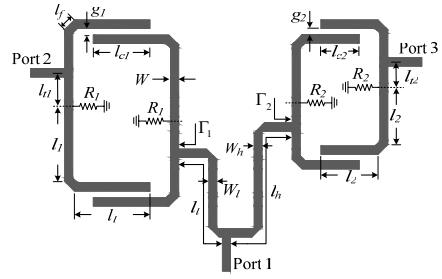 l_f
g_1
l_c1
Port 2
l_t1
R_1
W
R_1
Γ_1
l_1
l_1
W_l
l_l
Port 1
g_2
l_c2
Port 3
R_2
l_t2
Γ_2
R_2
l_2
W_h
l_h
l_2